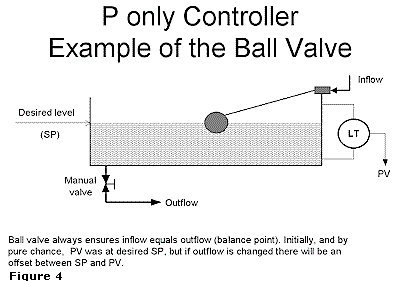 P only Controller
Example of the Ball Valve
Inflow
Desired level
(SP)
LT
PV
Manual
valve
Outflow
Ball valve always ensures inflow equals outflow (balance point). Initially, and by
pure chance, PV was at desired SP, but if outflow is changed there will be an
offset between SP and PV.
Figure 4